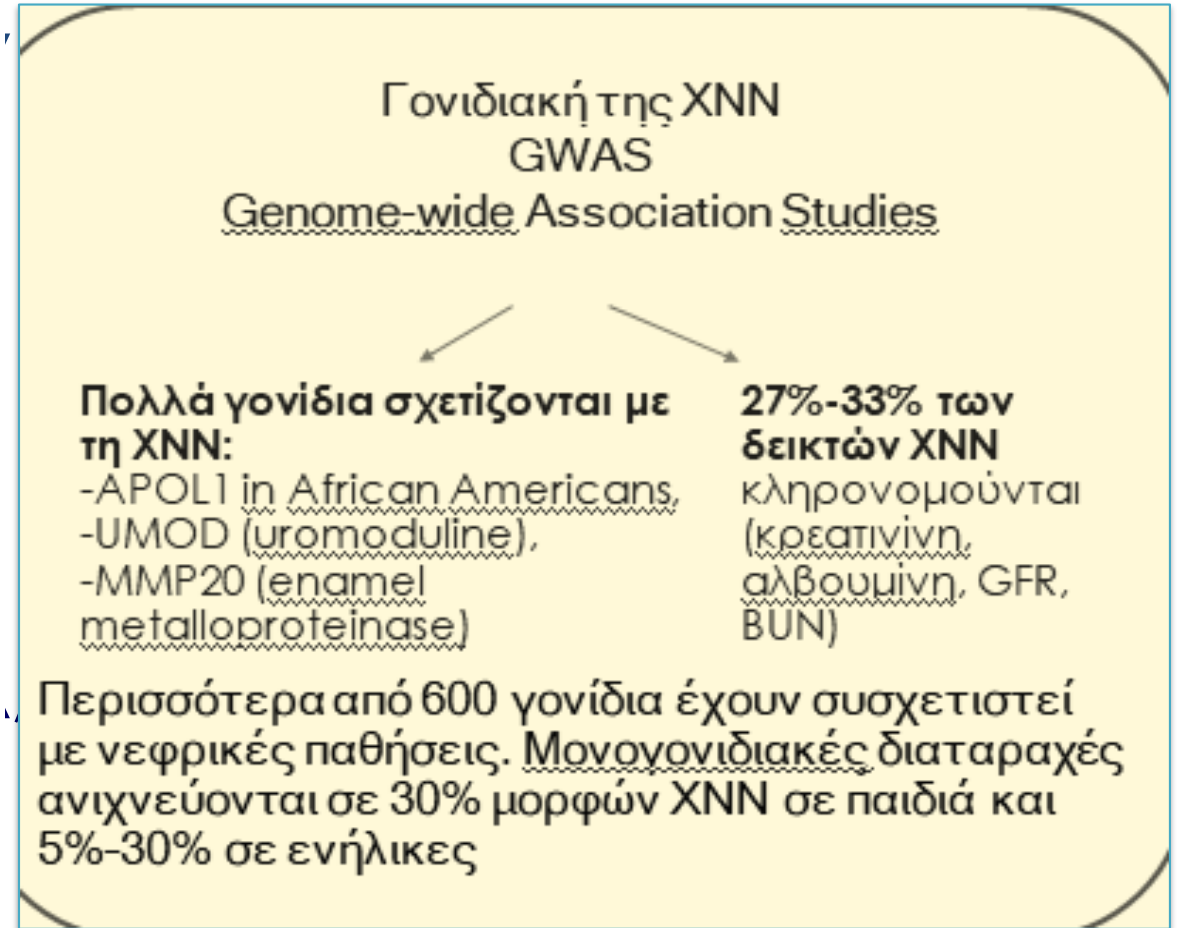 Γονιδιακή της ΧΝΝ
GWAS
Genome-wide Association Studies
Πολλά γονίδια σχετίζονται με
τη ΧΝΝ:
-APOL1 in African Americans,
-UMOD (uromoduline),
-MMP20 (enamel
metalloproteinase)
27%-33% των
δεικτών ΧΝΝ
κληρονομούνται
(κρεατινίνη,
αλβουμίνη, GFR,
BUN)
Περισσότερα από 600 γονίδια έχουν συσχετιστεί
με νεφρικές παθήσεις. Μονογονιδιακές διαταραχές
ανιχνεύονται σε 30% μορφών ΧΝΝ σε παιδιά και
5%-30% σε ενήλικες